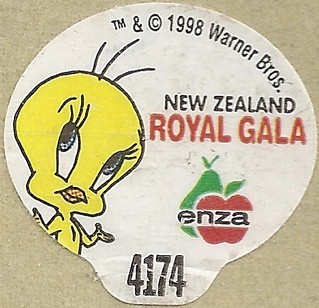 ™ & © 1998 Warner Bros.
NEW ZEALAND
ROYAL GALA
enza
4174